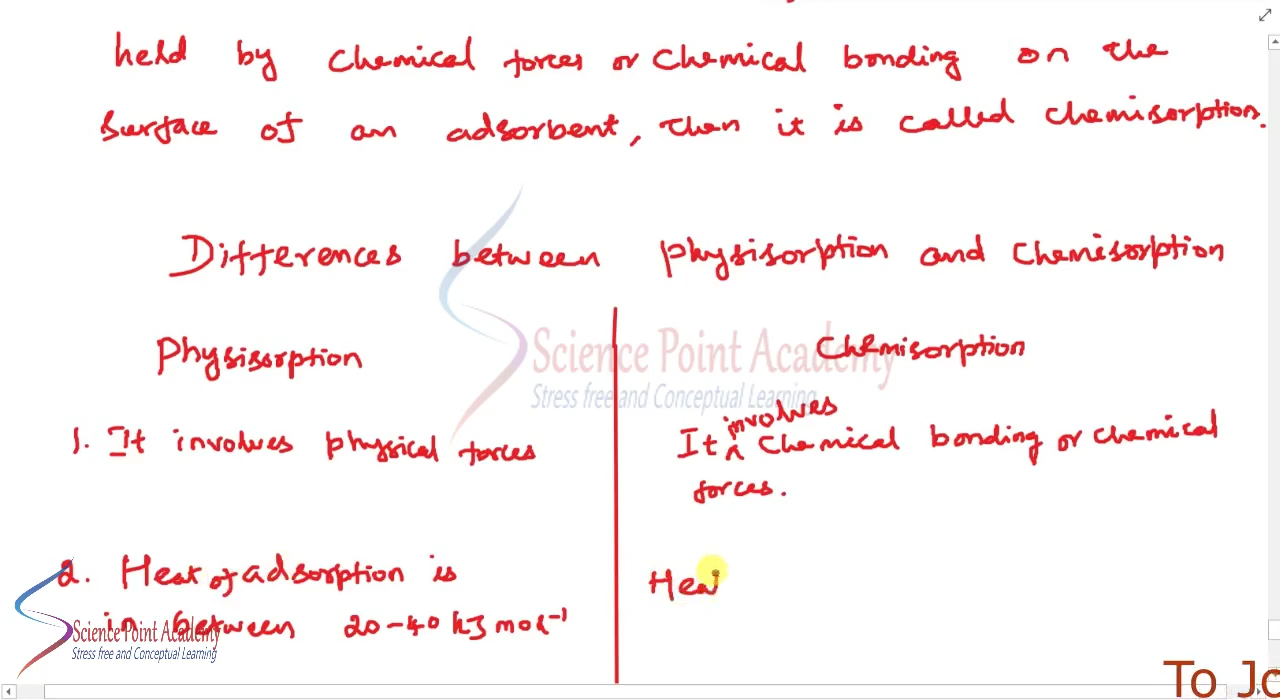 held by chemical forces or chemical bonding on the
surface of an adsorbent, then it is called chemisorption.
Differences between physisorption and chemisorption
Physisorption
Chemisorption
Science Point Academy
Stress free and Conceptual Learning
1. It involves physical forces
It involves chemical bonding or chemical
forces.
2. Heat of adsorption is
in between 20-40 kJ mol⁻¹
Hea
Science Point Academy
Stress free and Conceptual Learning
To Jo